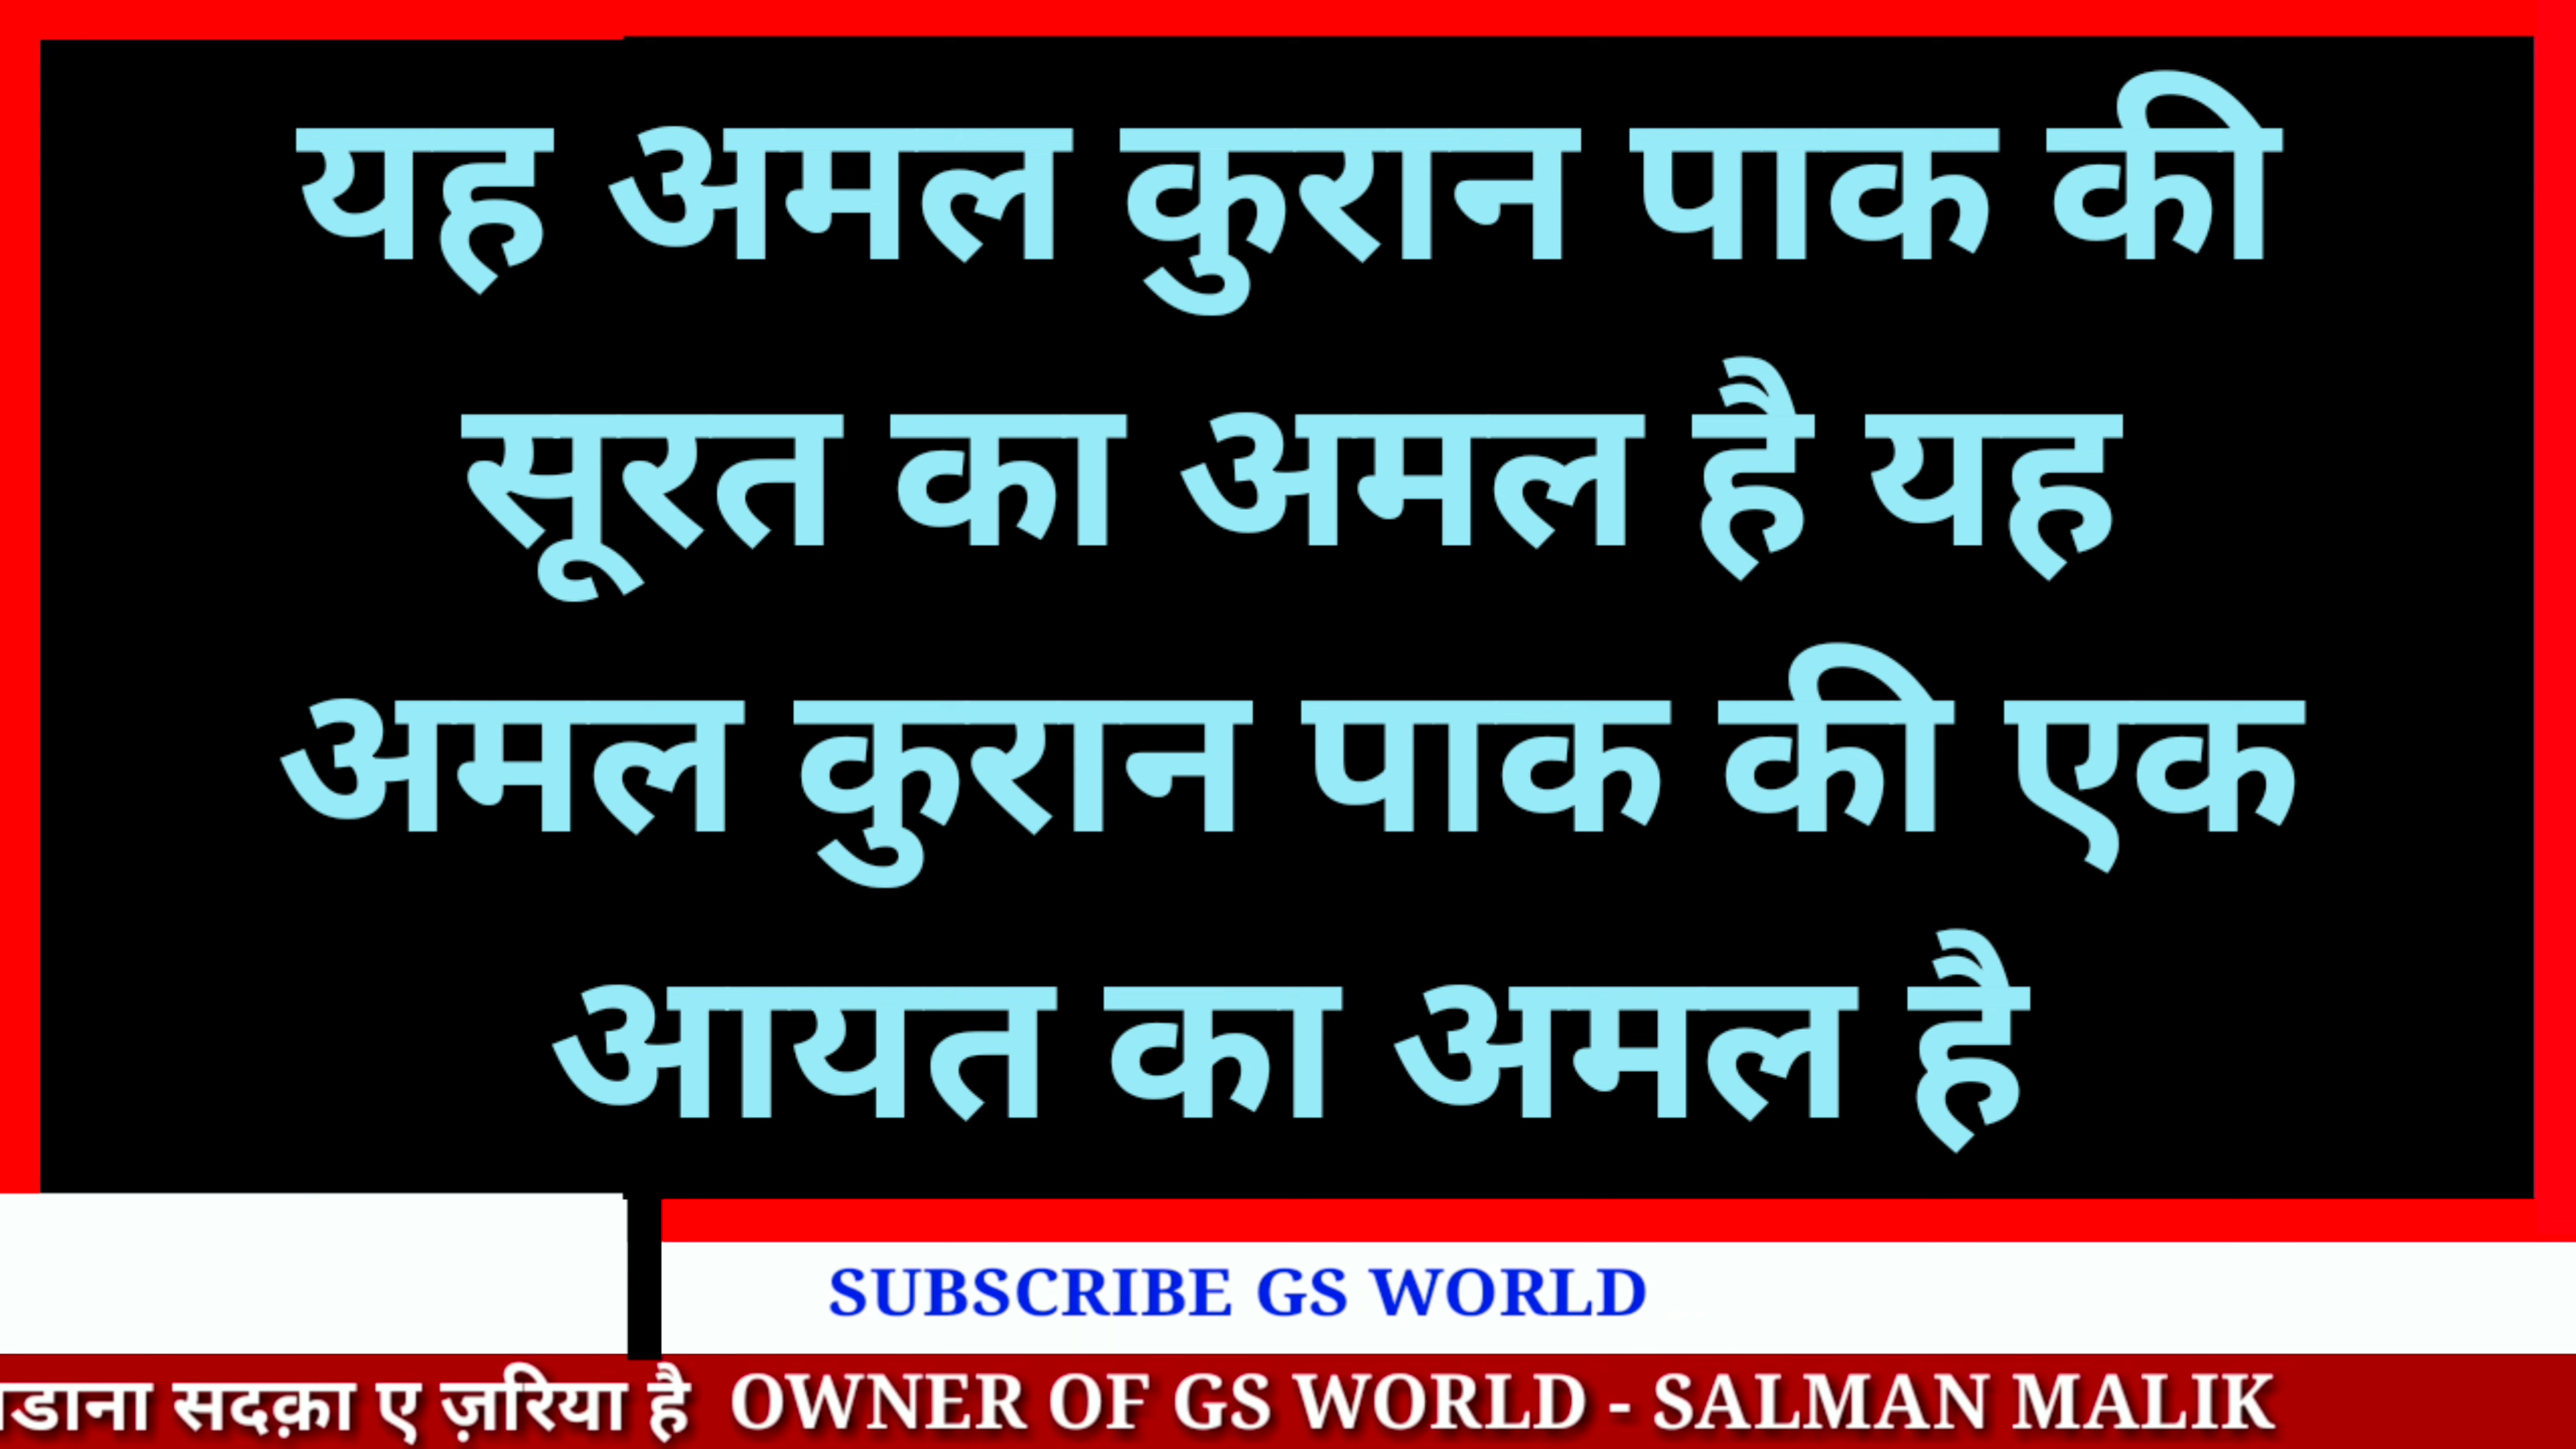 यह अमल कुरान पाक की
सूरत का अमल है यह
अमल कुरान पाक की एक
आयत का अमल है
SUBSCRIBE GS WORLD
सदक़ा ए ज़रिया है OWNER OF GS WORLD - SALMAN MALIK